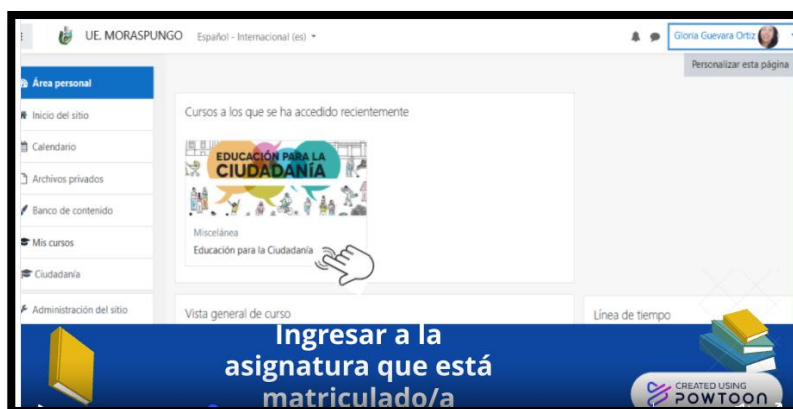 UE. MORASPUNGO
Español - Internacional (es)
Gloria Guevara Ortiz
Personalizar esta página
Área personal
Inicio del sitio
Calendario
Archivos privados
Banco de contenido
Mis cursos
Ciudadanía
Administración del sitio
Cursos a los que se ha accedido recientemente
EDUCACIÓN PARA LA
CIUDADANÍA
Miscelánea
Educación para la Ciudadanía
Vista general de curso
Línea de tiempo
Ingresar a la
asignatura que está
matriculado/a
CREATED USING
POWTOON